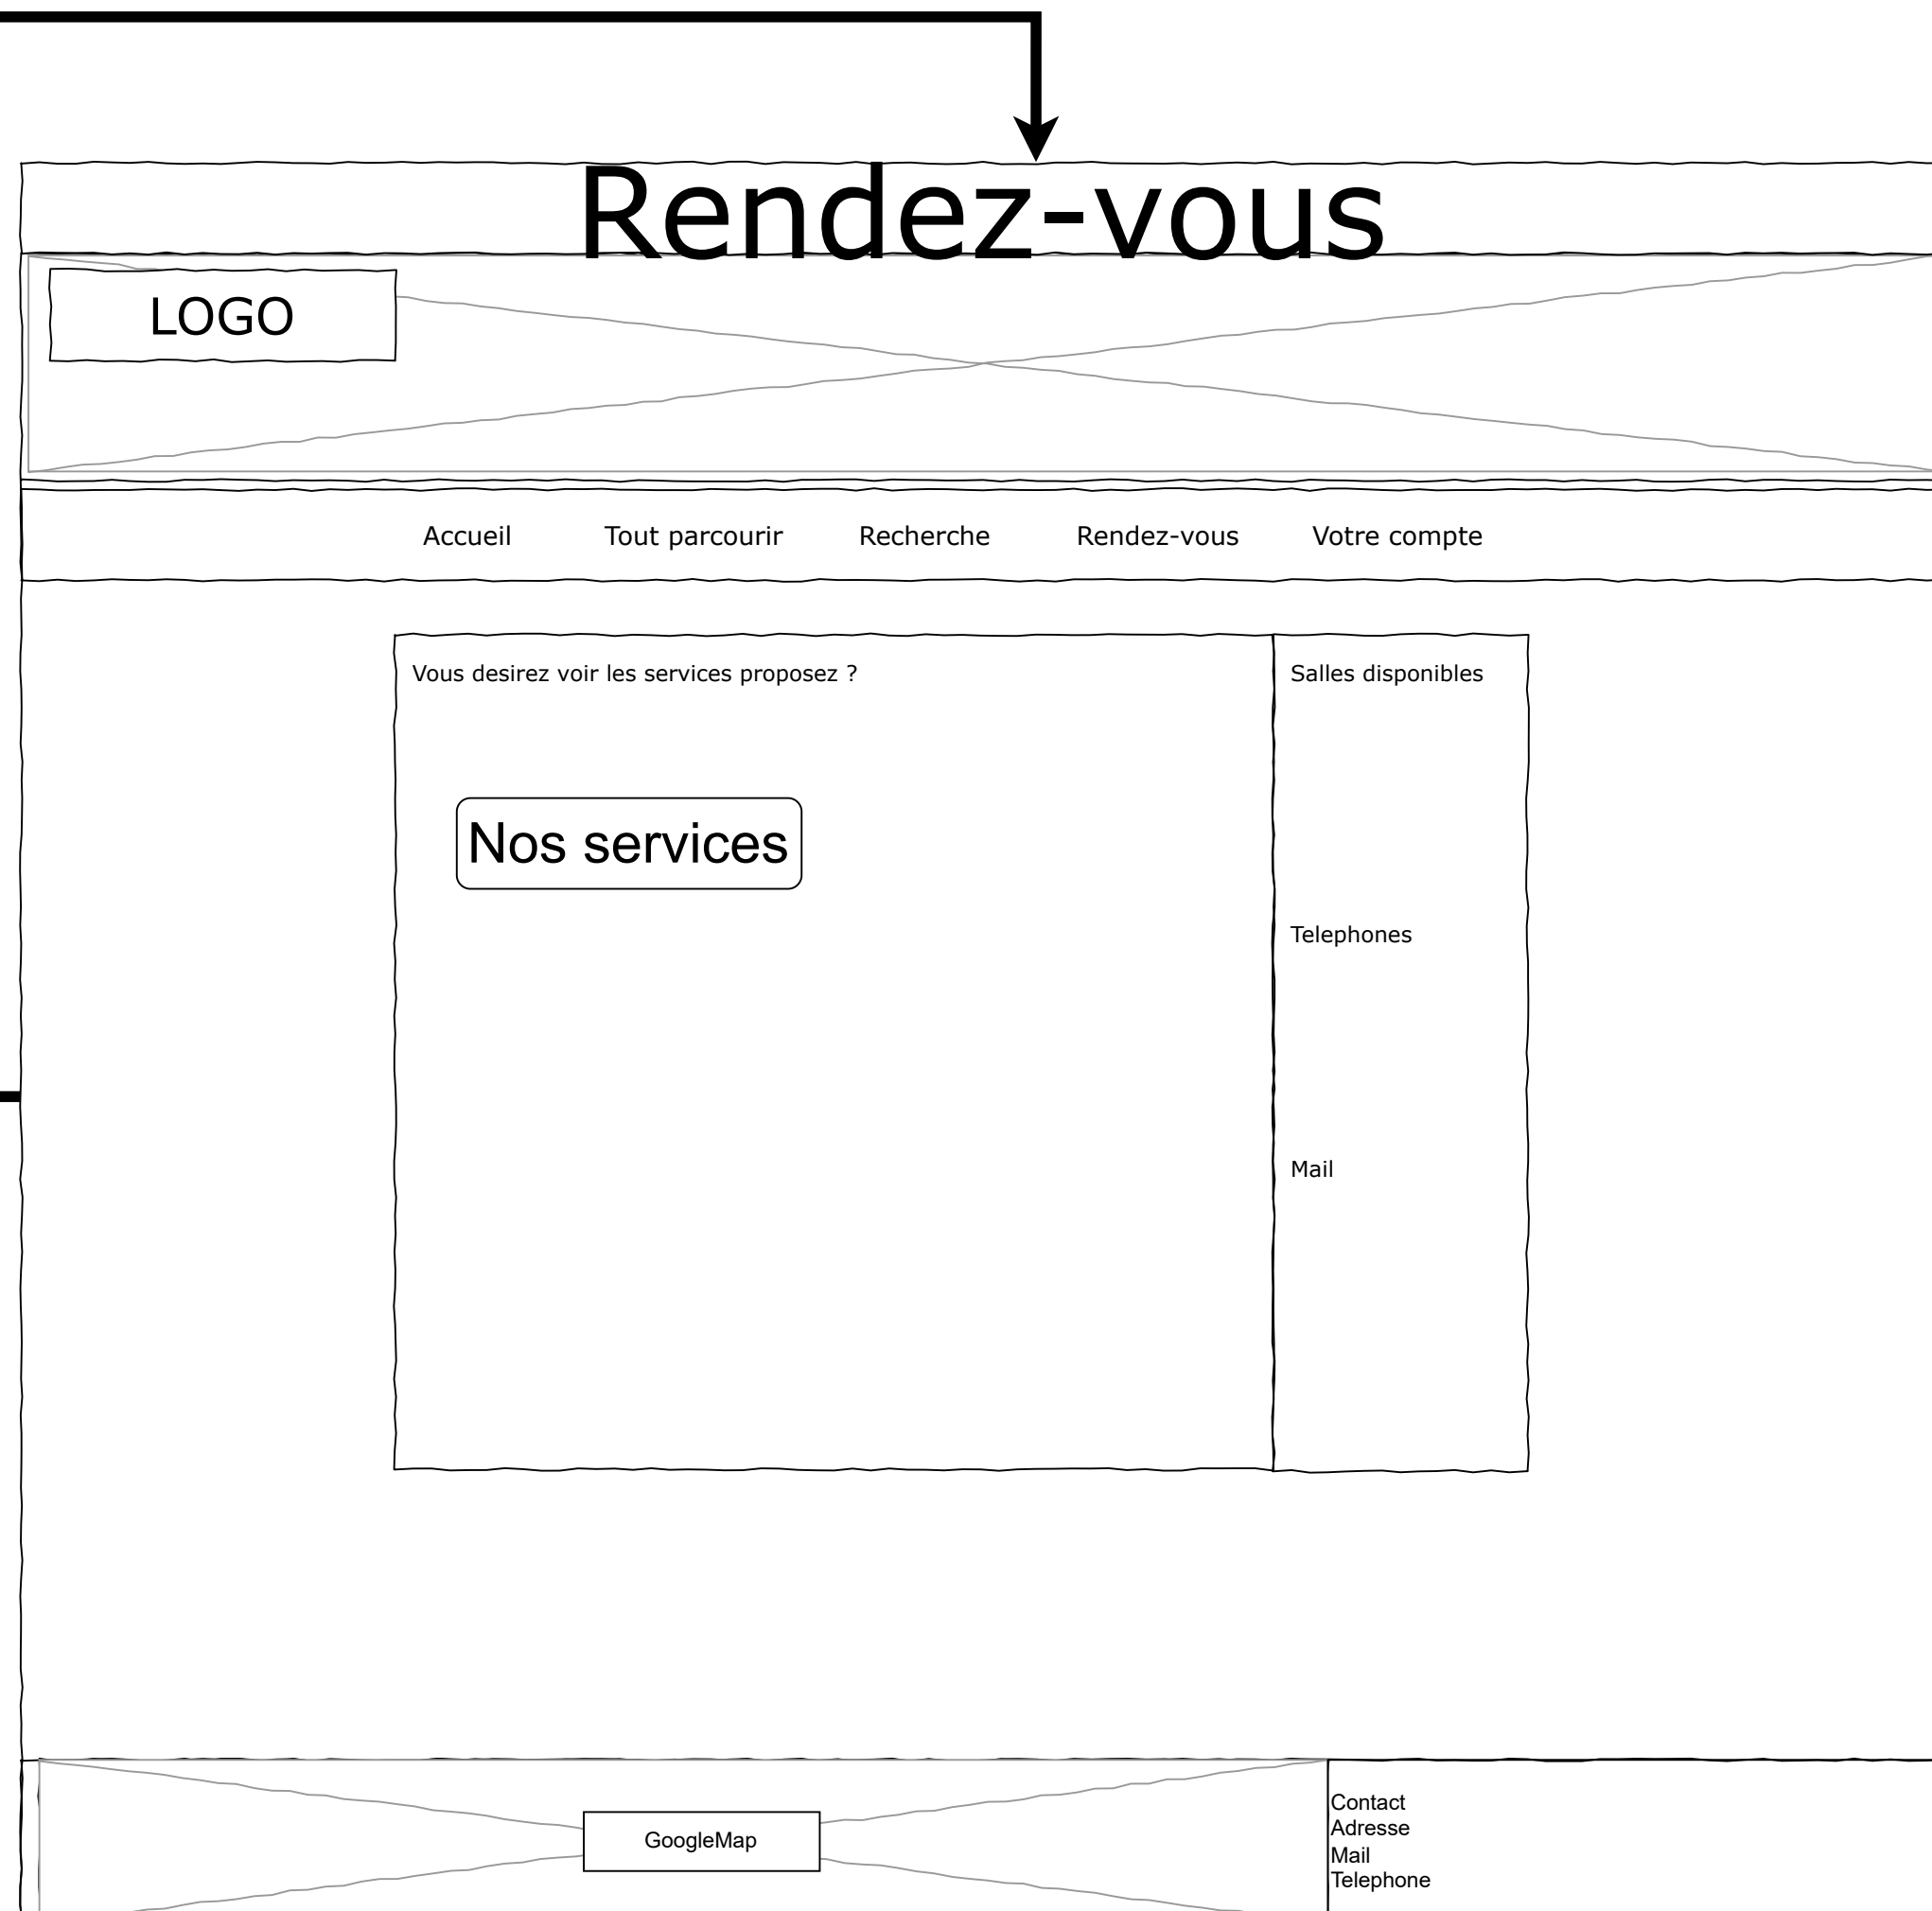 Rendez-vous
LOGO
Accueil Tout parcourir Recherche Rendez-vous Votre compte
Vous desirez voir les services proposez ?
Nos services
Salles disponibles
Telephones
Mail
GoogleMap
Contact
Adresse
Mail
Telephone